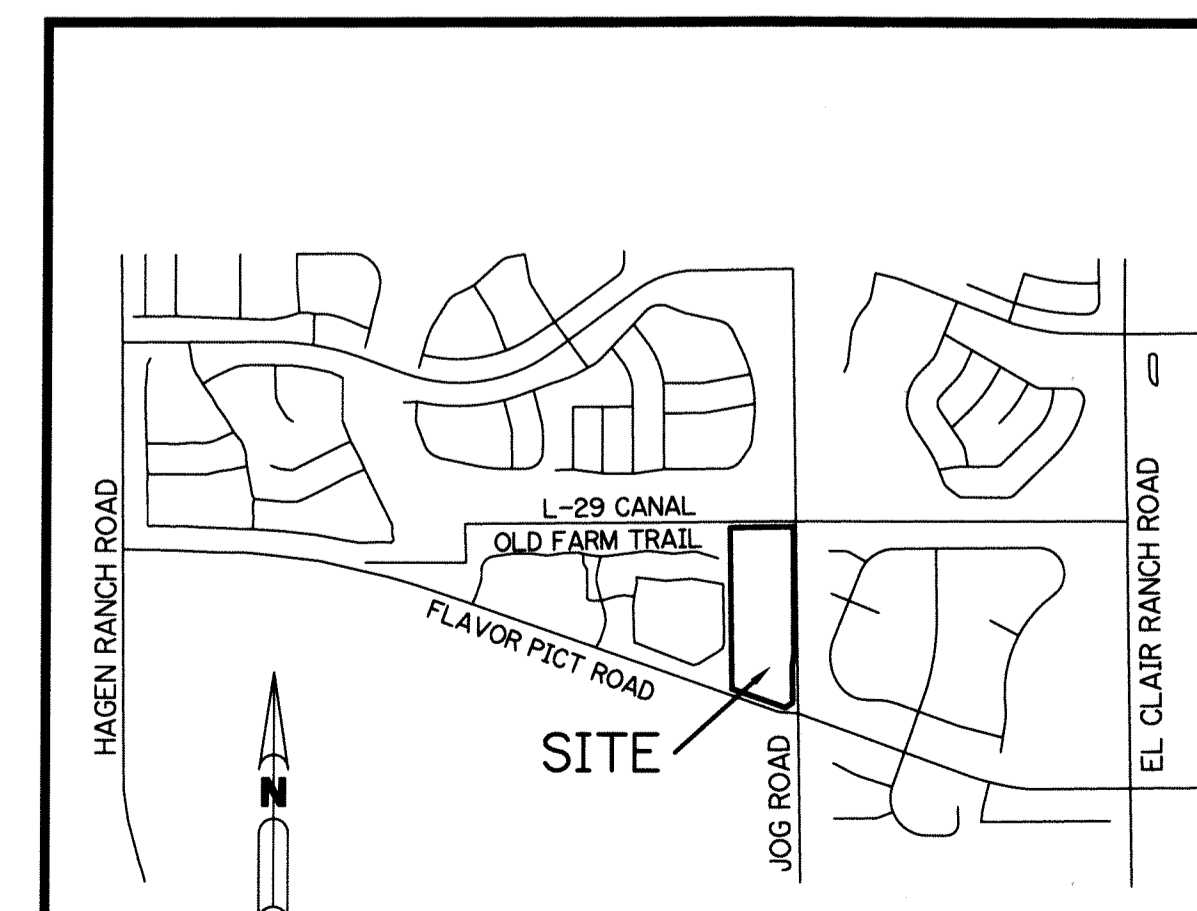 L-29 CANAL
OLD FARM TRAIL
HAGEN RANCH ROAD
FLAVOR PICT ROAD
EL CLAIR RANCH ROAD
SITE
JOG ROAD
N